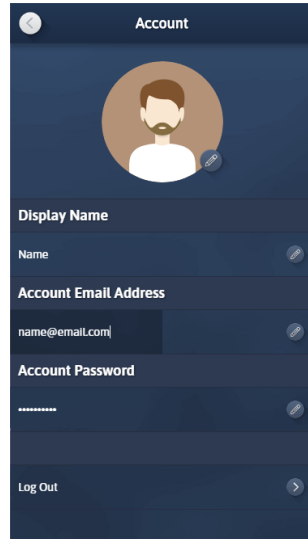 Account
Display Name
Name
Account Email Address
name@email.com
Account Password
••••••••••
Log Out